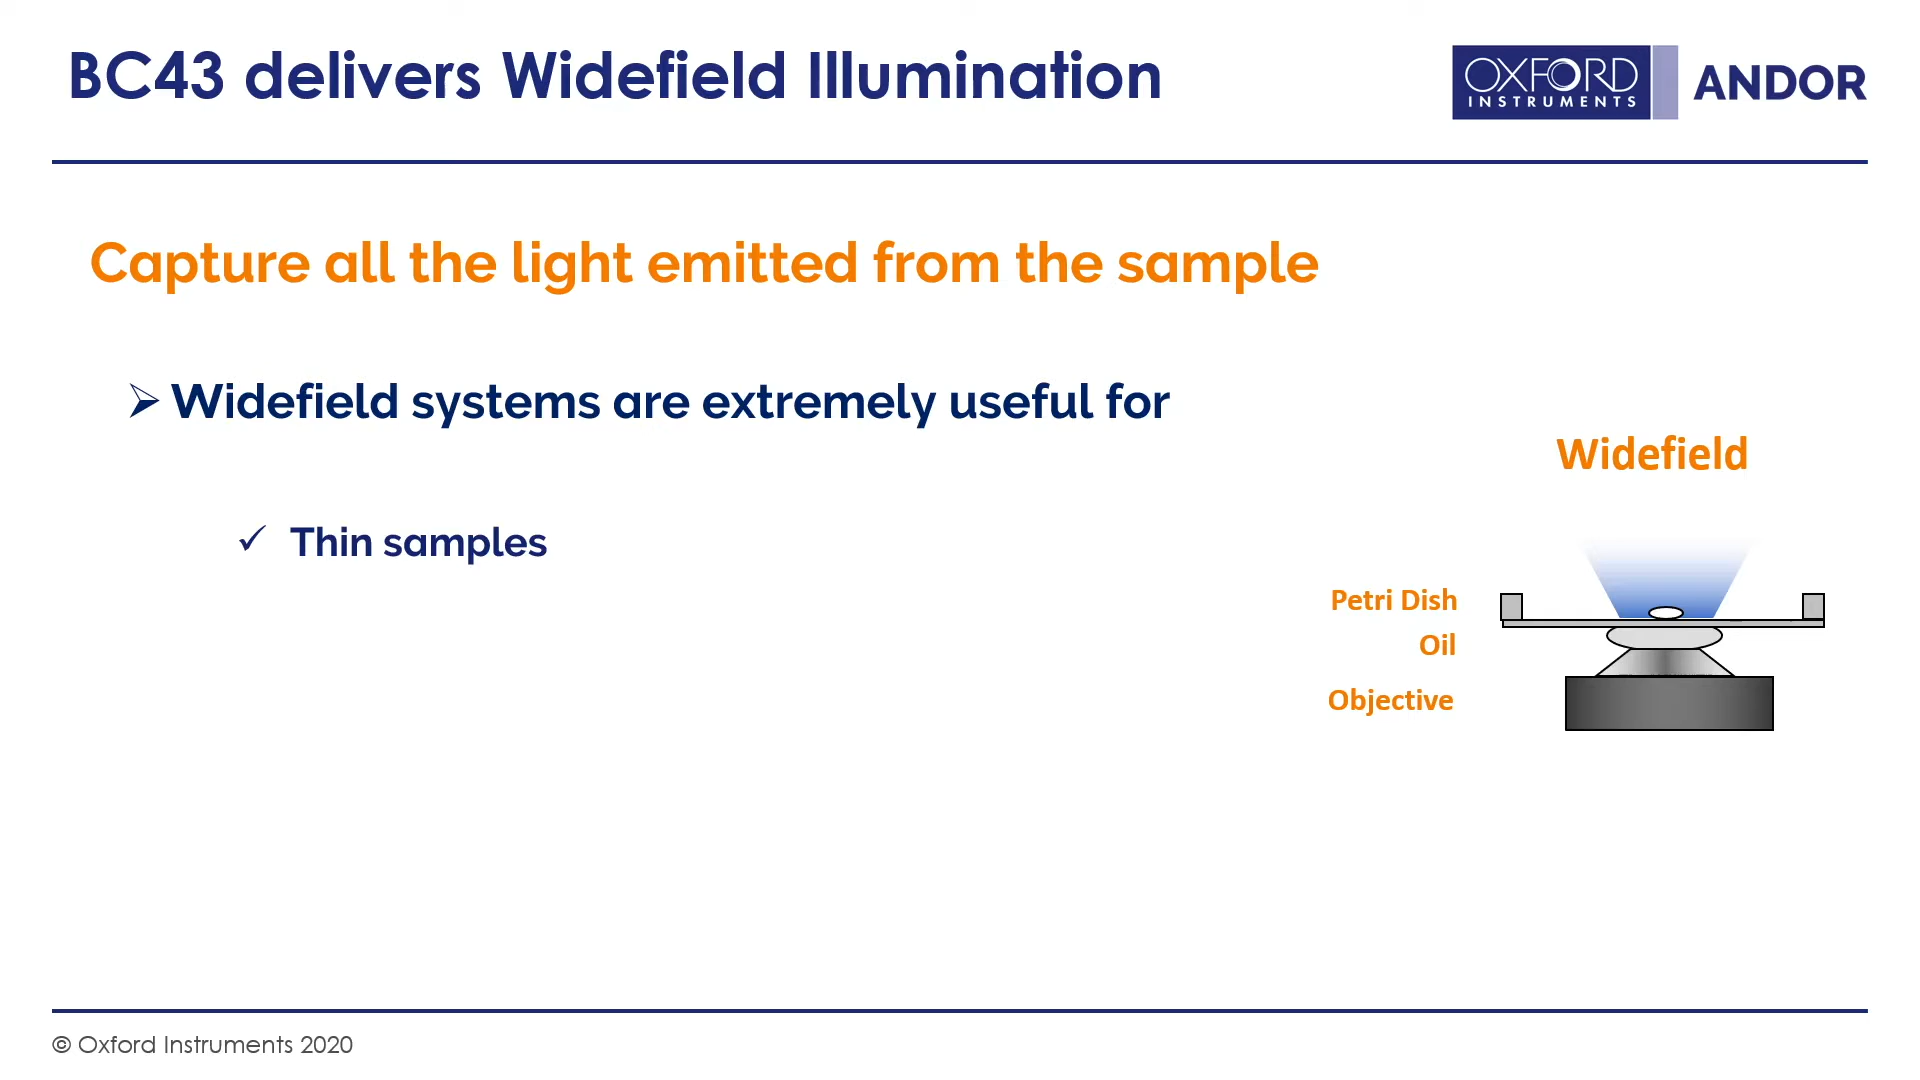 BC43 delivers Widefield Illumination
OXFORD
INSTRUMENTS
ANDOR
Capture all the light emitted from the sample
Widefield systems are extremely useful for
Thin samples
Widefield
Petri Dish
Oil
Objective
© Oxford Instruments 2020